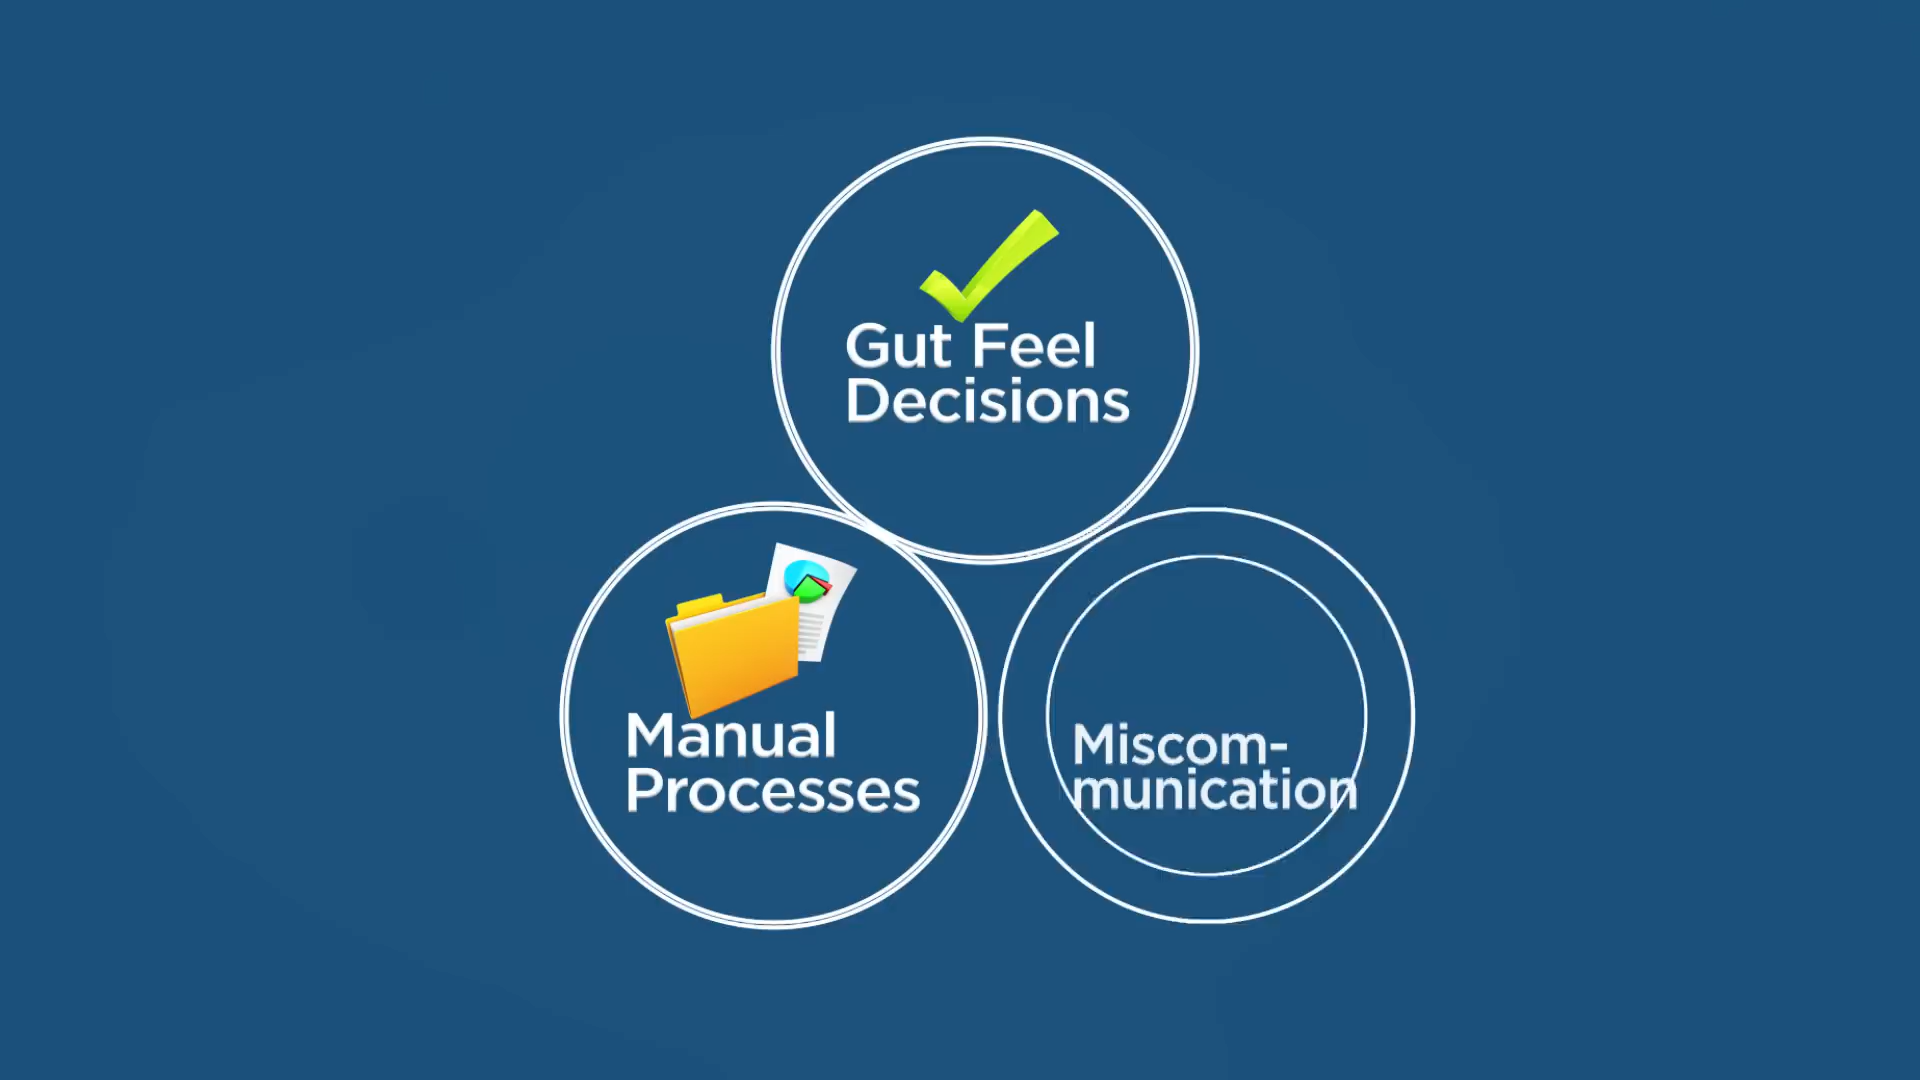 Gut Feel
Decisions
Manual
Processes
Miscom-
munication